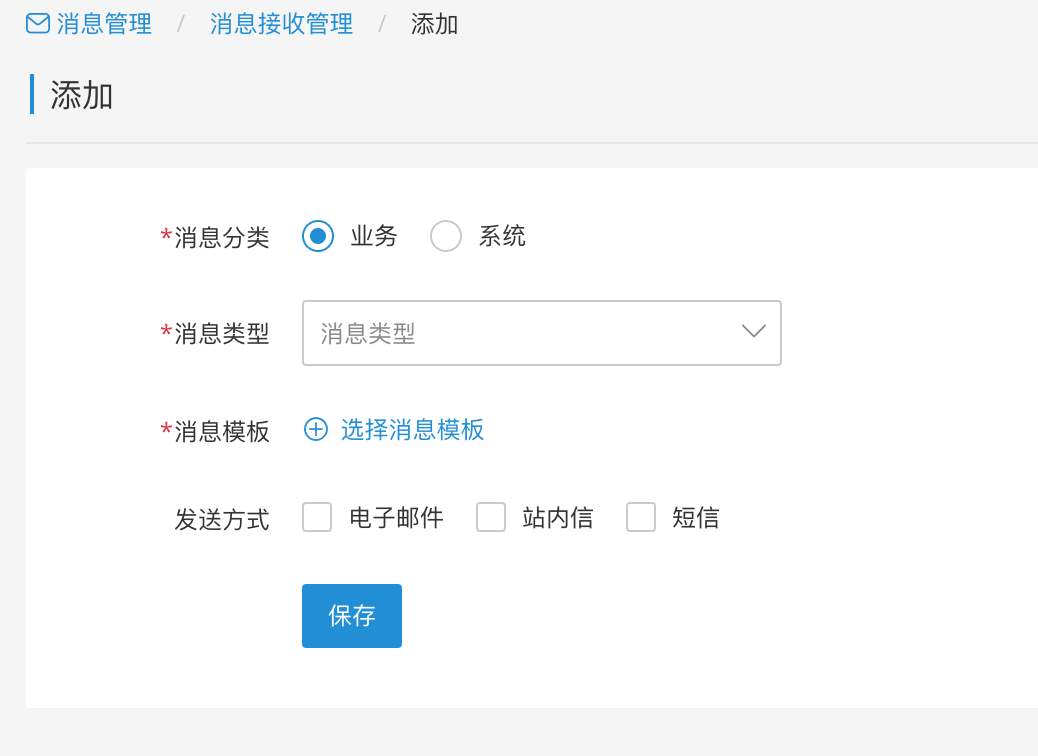 消息管理 / 消息接收管理 / 添加
添加
*消息分类 业务 系统
*消息类型 消息类型
*消息模板 选择消息模板
发送方式 电子邮件 站内信 短信
保存